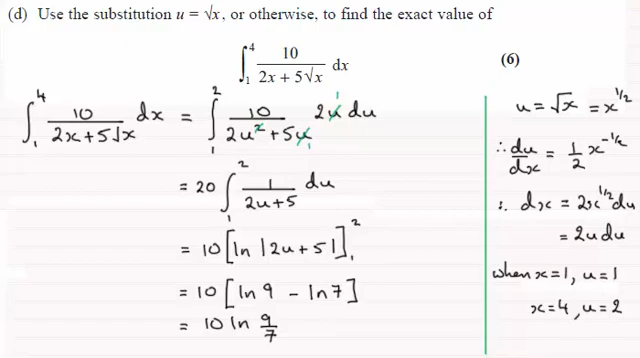 (d) Use the substitution u = √x, or otherwise, to find the exact value of
∫₁⁴ 10/(2x + 5√x) dx
(6)
∫₁⁴ 10/(2x+5√x) dx = ∫₁² 10/(2u²+5u) 2u du
= 20 ∫₁² 1/(2u+5) du
= 10[ln|2u+5|]₁²
= 10[ln 9 - ln 7]
= 10 ln 9/7
u = √x = x^1/2
∴ du/dx = 1/2 x^-1/2
∴ dx = 2x^1/2 du
= 2u du
when x=1, u=1
x=4, u=2